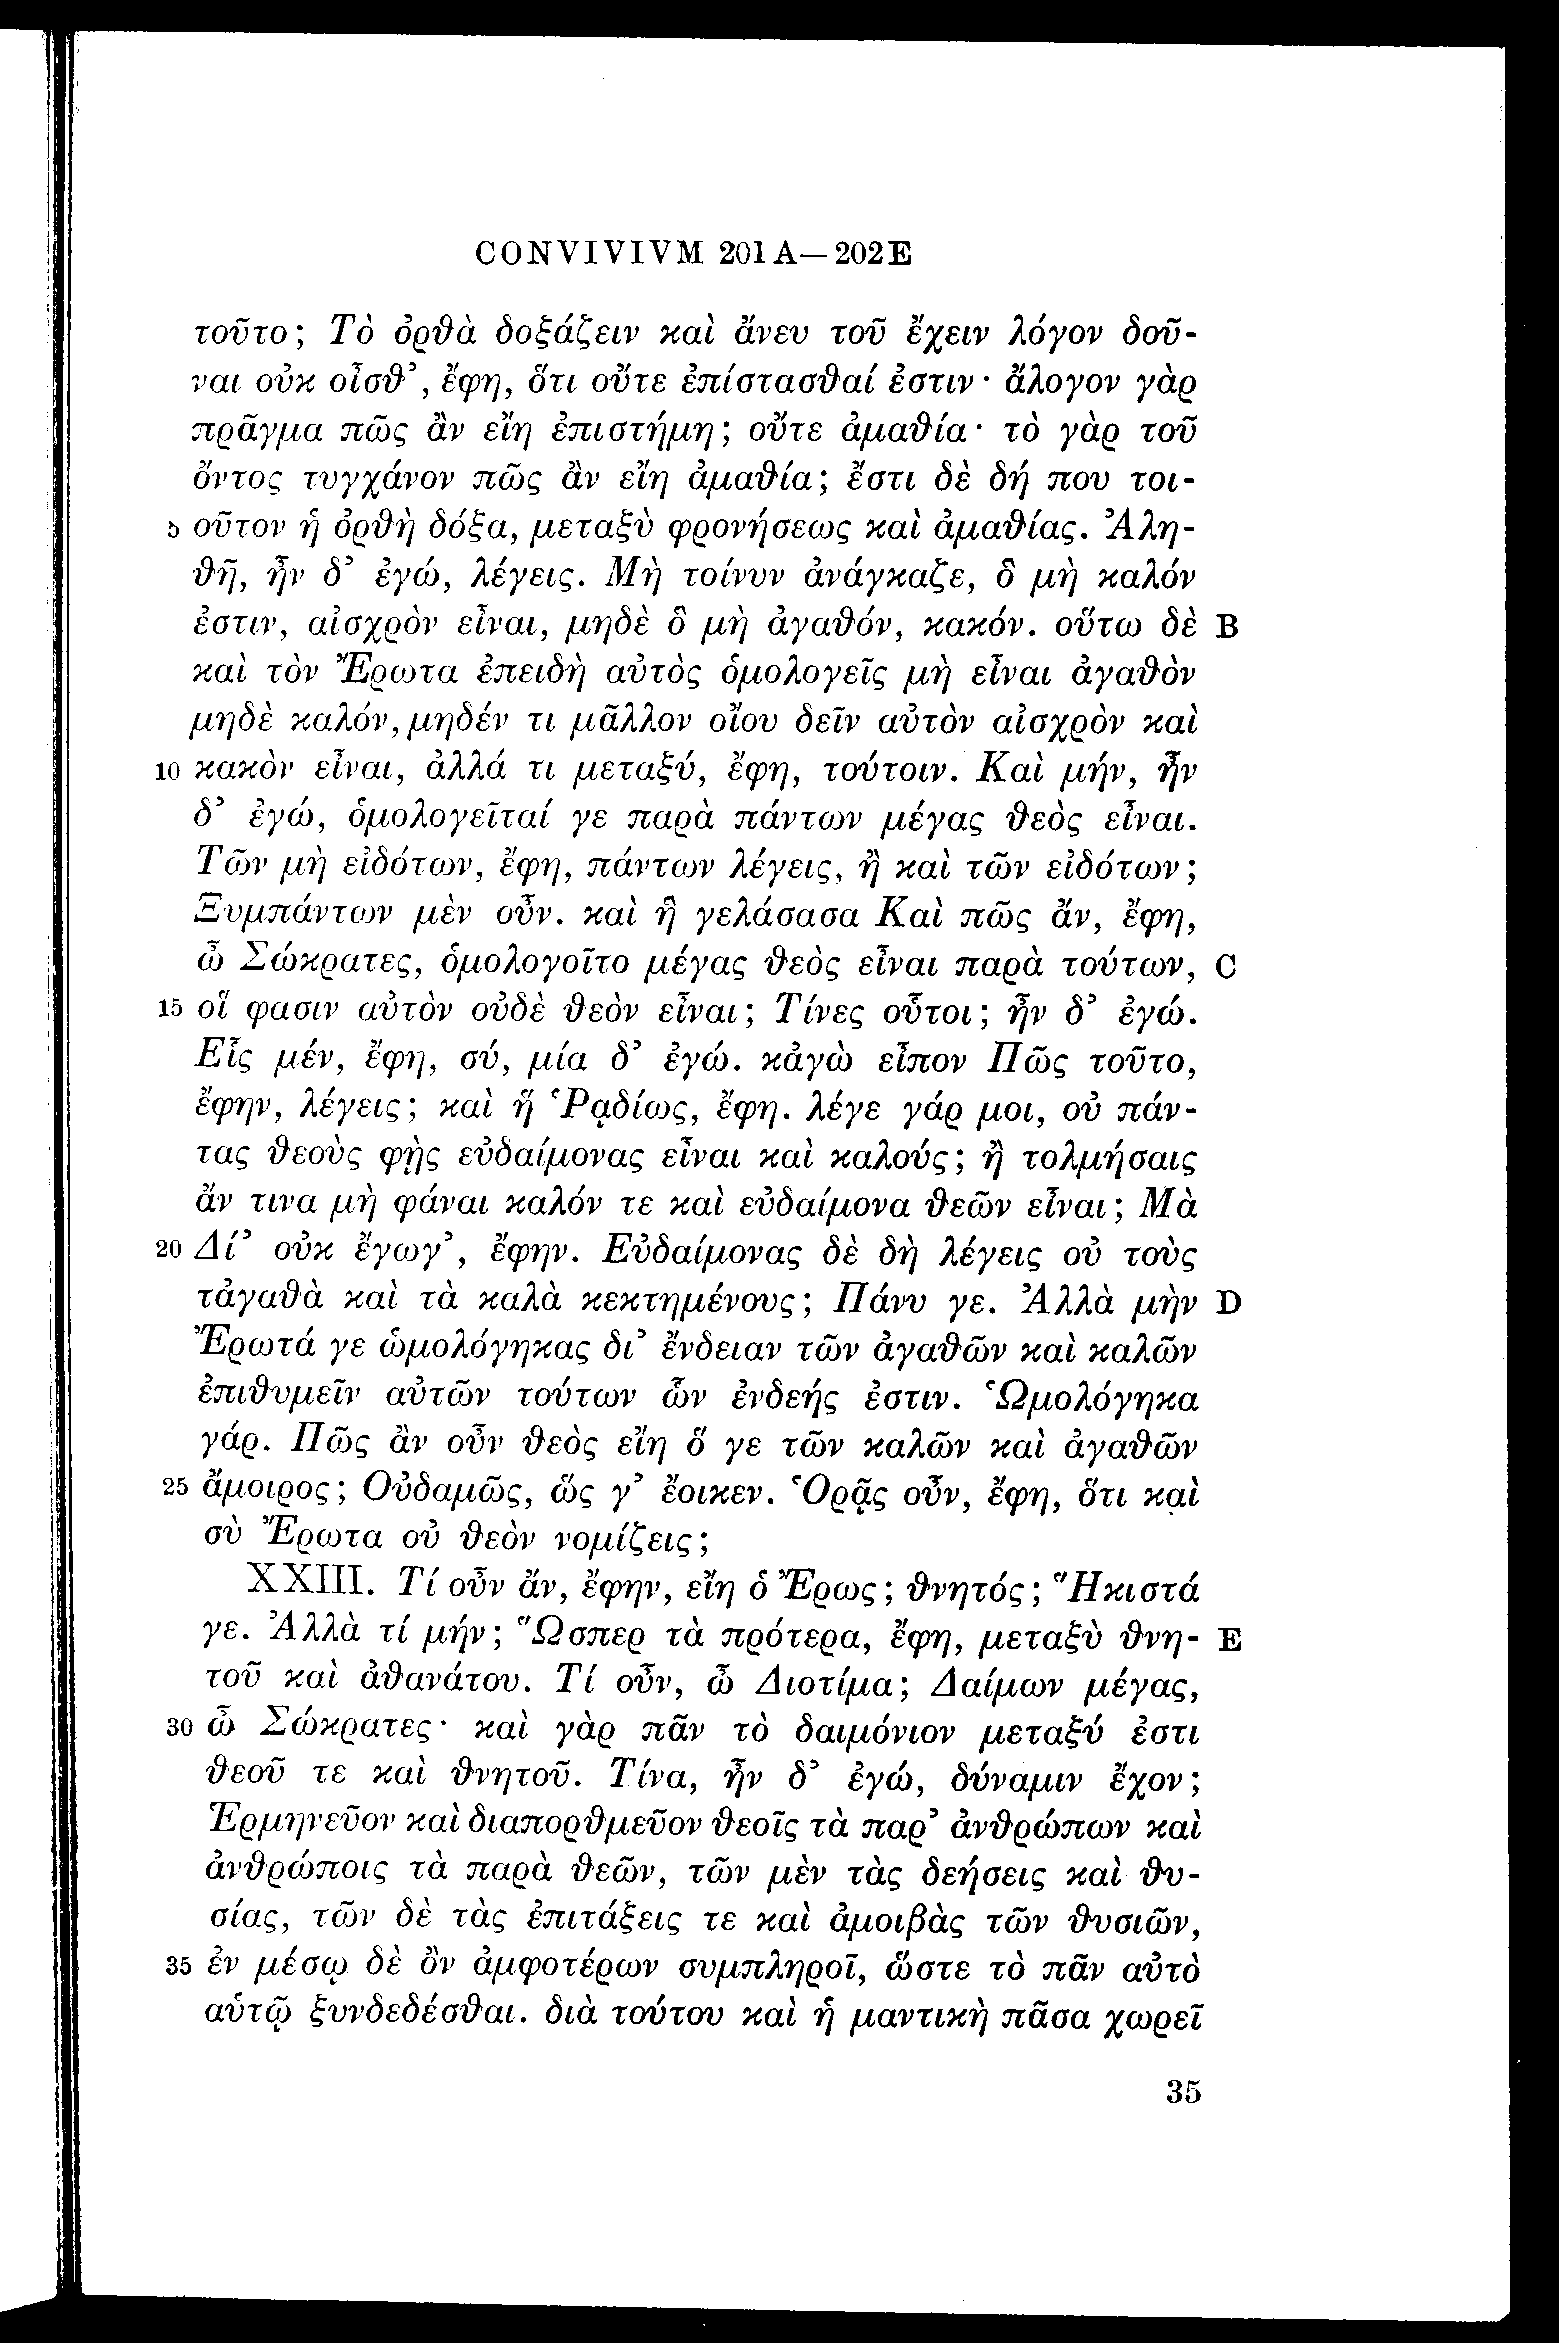 CONVIVIVM 201A—202E
τοῦτο; Τὸ ὀρϑὰ δοξάζειν καὶ ἄνευ τοῦ ἔχειν λόγον δοῦ-
ναι οὐκ οἶσϑ’, ἔφη, ὅτι οὔτε ἐπίστασϑαί ἐστιν· ἄλογον γὰρ
πρᾶγμα πῶς ἂν εἴη ἐπιστήμη; οὔτε ἀμαϑία· τὸ γὰρ τοῦ
ὄντος τυγχάνον πῶς ἂν εἴη ἀμαϑία; ἔστι δὲ δή που τοι-
5 οῦτον ἡ ὀρϑὴ δόξα, μεταξὺ φρονήσεως καὶ ἀμαϑίας. Ἀλη-
ϑῆ, ἦν δ’ ἐγώ, λέγεις. Μὴ τοίνυν ἀνάγκαζε, ὃ μὴ καλόν
ἐστιν, αἰσχρὸν εἶναι, μηδὲ ὃ μὴ ἀγαϑόν, κακόν. οὕτω δὲ B
καὶ τὸν Ἔρωτα ἐπειδὴ αὐτὸς ὁμολογεῖς μὴ εἶναι ἀγαϑὸν
μηδὲ καλόν, μηδέν τι μᾶλλον οἴου δεῖν αὐτὸν αἰσχρὸν καὶ
10 κακὸν εἶναι, ἀλλά τι μεταξύ, ἔφη, τούτοιν. Καὶ μήν, ἦν
δ’ ἐγώ, ὁμολογεῖταί γε παρὰ πάντων μέγας ϑεὸς εἶναι.
Τῶν μὴ εἰδότων, ἔφη, πάντων λέγεις, ἢ καὶ τῶν εἰδότων;
Ξυμπάντων μὲν οὖν. καὶ ἣ γελάσασα Καὶ πῶς ἄν, ἔφη,
ὦ Σώκρατες, ὁμολογοῖτο μέγας ϑεὸς εἶναι παρὰ τούτων, C
15 οἵ φασιν αὐτὸν οὐδὲ ϑεὸν εἶναι; Τίνες οὗτοι; ἦν δ’ ἐγώ.
Εἷς μέν, ἔφη, σύ, μία δ’ ἐγώ. κἀγὼ εἶπον Πῶς τοῦτο,
ἔφην, λέγεις; καὶ ἥ Ῥᾳδίως, ἔφη. λέγε γάρ μοι, οὐ πάν-
τας ϑεοὺς φῂς εὐδαίμονας εἶναι καὶ καλούς; ἢ τολμήσαις
ἄν τινα μὴ φάναι καλόν τε καὶ εὐδαίμονα ϑεῶν εἶναι; Μὰ
20 Δί’ οὐκ ἔγωγ’, ἔφην. Εὐδαίμονας δὲ δὴ λέγεις οὐ τοὺς
τἀγαϑὰ καὶ τὰ καλὰ κεκτημένους; Πάνυ γε. Ἀλλὰ μὴν D
Ἔρωτά γε ὡμολόγηκας δι’ ἔνδειαν τῶν ἀγαϑῶν καὶ καλῶν
ἐπιϑυμεῖν αὐτῶν τούτων ὧν ἐνδεής ἐστιν. Ὡμολόγηκα
γάρ. Πῶς ἂν οὖν ϑεὸς εἴη ὅ γε τῶν καλῶν καὶ ἀγαϑῶν
25 ἄμοιρος; Οὐδαμῶς, ὥς γ’ ἔοικεν. Ὁρᾷς οὖν, ἔφη, ὅτι καὶ
σὺ Ἔρωτα οὐ ϑεὸν νομίζεις;
XXIII. Τί οὖν ἄν, ἔφην, εἴη ὁ Ἔρως; ϑνητός; Ἥκιστά
γε. Ἀλλὰ τί μήν; Ὥσπερ τὰ πρότερα, ἔφη, μεταξὺ ϑνη- E
τοῦ καὶ ἀϑανάτου. Τί οὖν, ὦ Διοτίμα; Δαίμων μέγας,
30 ὦ Σώκρατες· καὶ γὰρ πᾶν τὸ δαιμόνιον μεταξύ ἐστι
ϑεοῦ τε καὶ ϑνητοῦ. Τίνα, ἦν δ’ ἐγώ, δύναμιν ἔχον;
Ἑρμηνεῦον καὶ διαπορϑμεῦον ϑεοῖς τὰ παρ’ ἀνϑρώπων καὶ
ἀνϑρώποις τὰ παρὰ ϑεῶν, τῶν μὲν τὰς δεήσεις καὶ ϑυ-
σίας, τῶν δὲ τὰς ἐπιτάξεις τε καὶ ἀμοιβὰς τῶν ϑυσιῶν,
35 ἐν μέσῳ δὲ ὂν ἀμφοτέρων συμπληροῖ, ὥστε τὸ πᾶν αὐτὸ
αὑτῷ ξυνδεδέσϑαι. διὰ τούτου καὶ ἡ μαντικὴ πᾶσα χωρεῖ
35